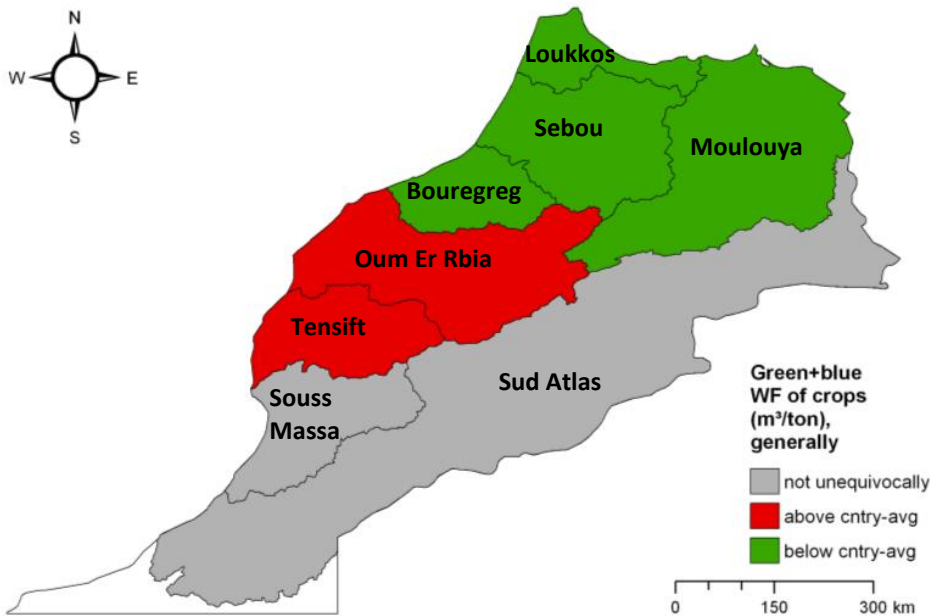 N
W
E
S
Loukkos
Sebou
Moulouya
Bouregreg
Oum Er Rbia
Tensift
Sud Atlas
Souss
Massa
Green+blue
WF of crops
(m³/ton),
generally
not unequivocally
above cntry-avg
below cntry-avg
0 150 300 km